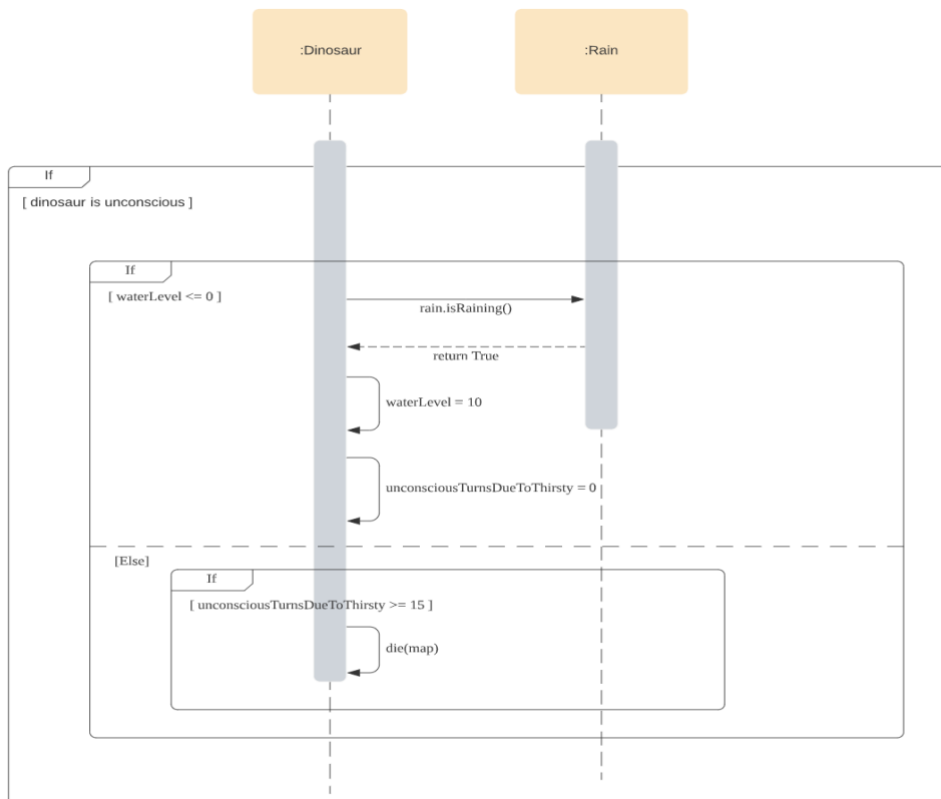 :Dinosaur
:Rain
If
[ dinosaur is unconscious ]
If
[ waterLevel <= 0 ]
rain.isRaining()
return True
waterLevel = 10
unconsciousTurnsDueToThirsty = 0
[Else]
If
[ unconsciousTurnsDueToThirsty >= 15 ]
die(map)